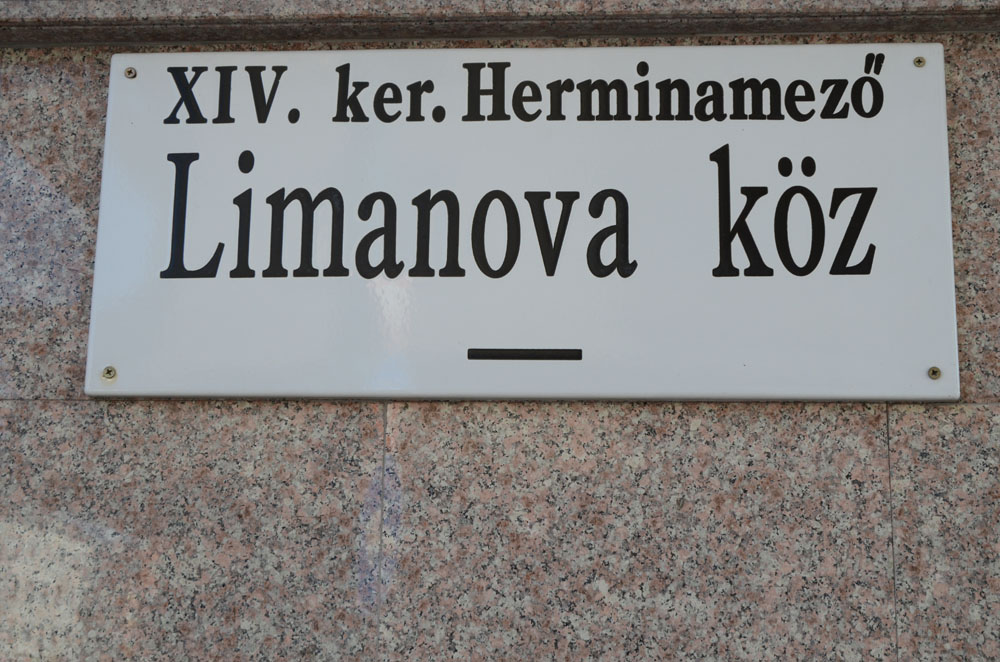 XIV. ker. Herminamező
Limanova köz